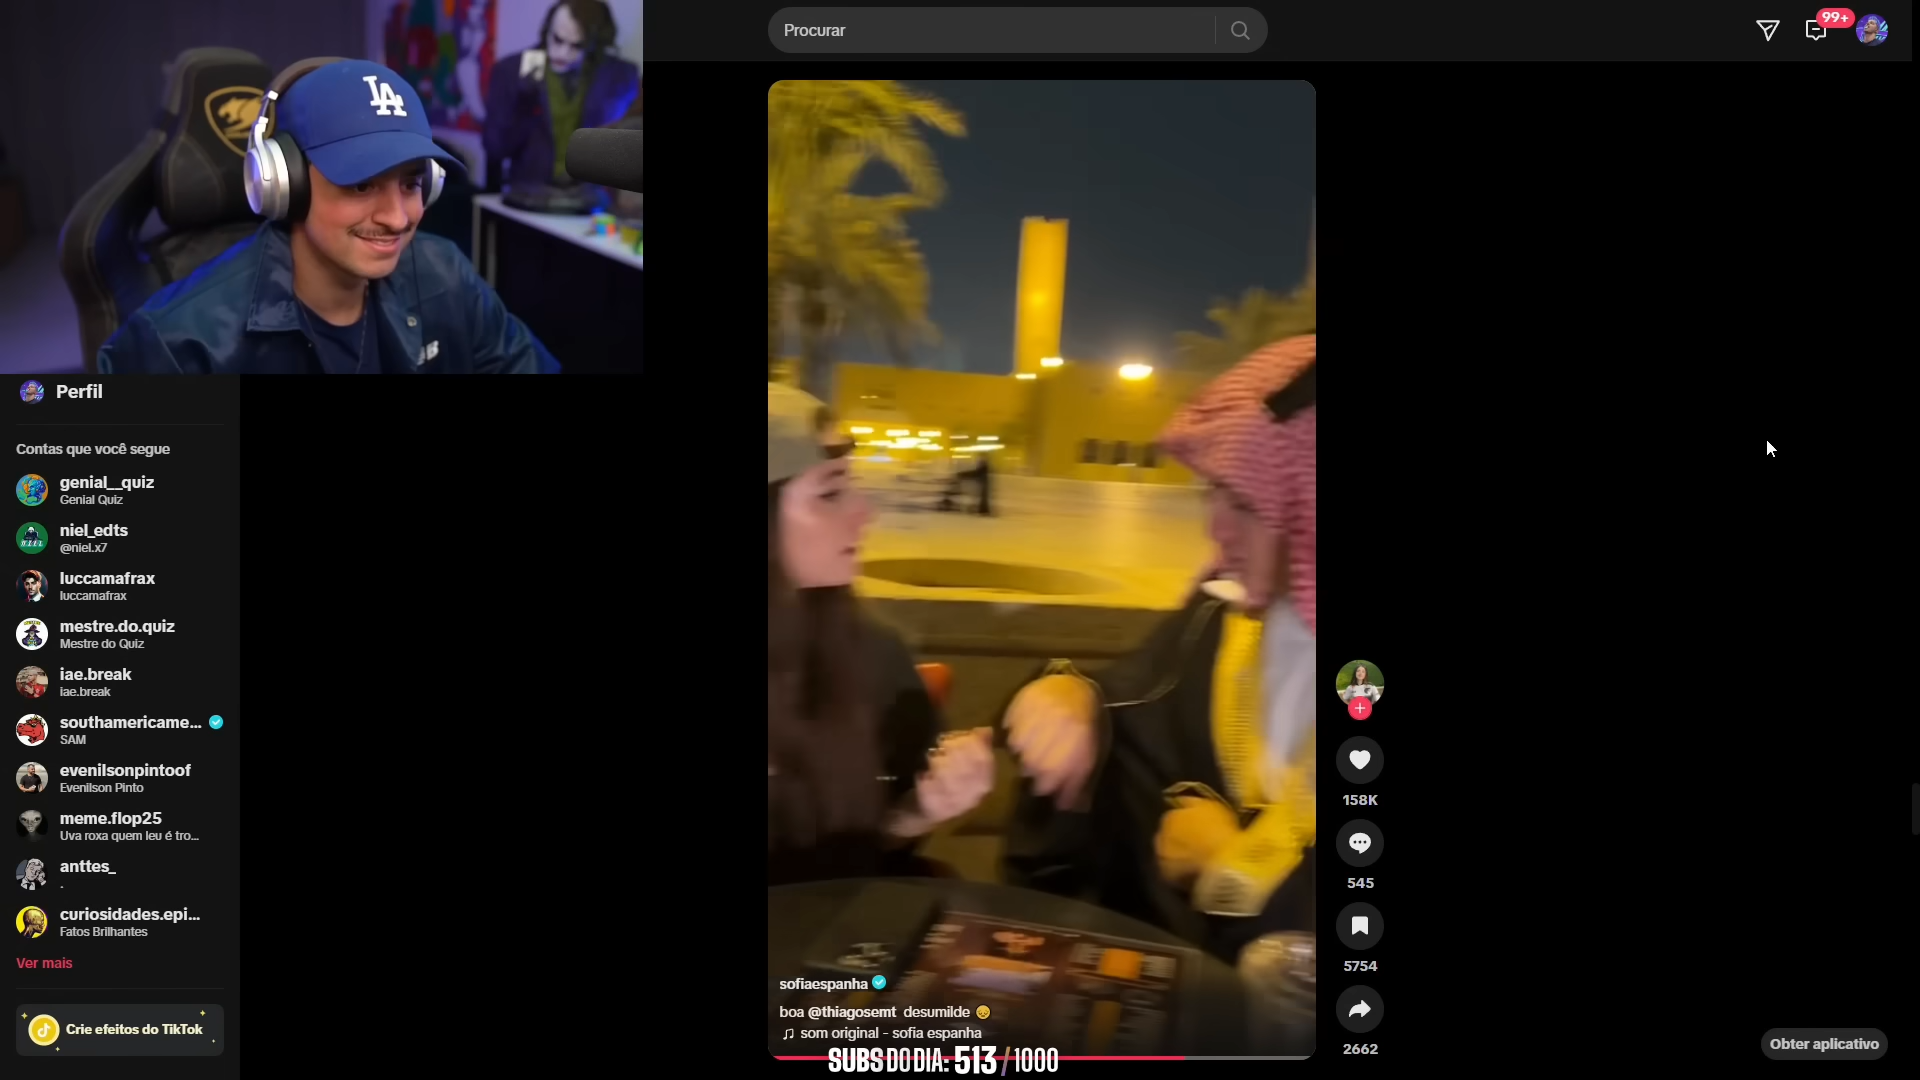 LA
Procurar
99+
Perfil
Contas que você segue
genial__quiz
Genial Quiz
niel_edts
@niel.x7
luccamafrax
luccamafrax
mestre.do.quiz
Mestre do Quiz
iae.break
iae.break
southamericame...
SAM
evenilsonpintoof
Evenilson Pinto
meme.flop25
Uva roxa quem leu é tro...
anttes_
.
curiosidades.epi...
Fatos Brilhantes
Ver mais
Crie efeitos do TikTok
158K
545
5754
2662
sofiaespanha
boa @thiagosemt desumilde 😞
som original - sofia espanha
SUBS DO DIA: 513 / 1000
Obter aplicativo